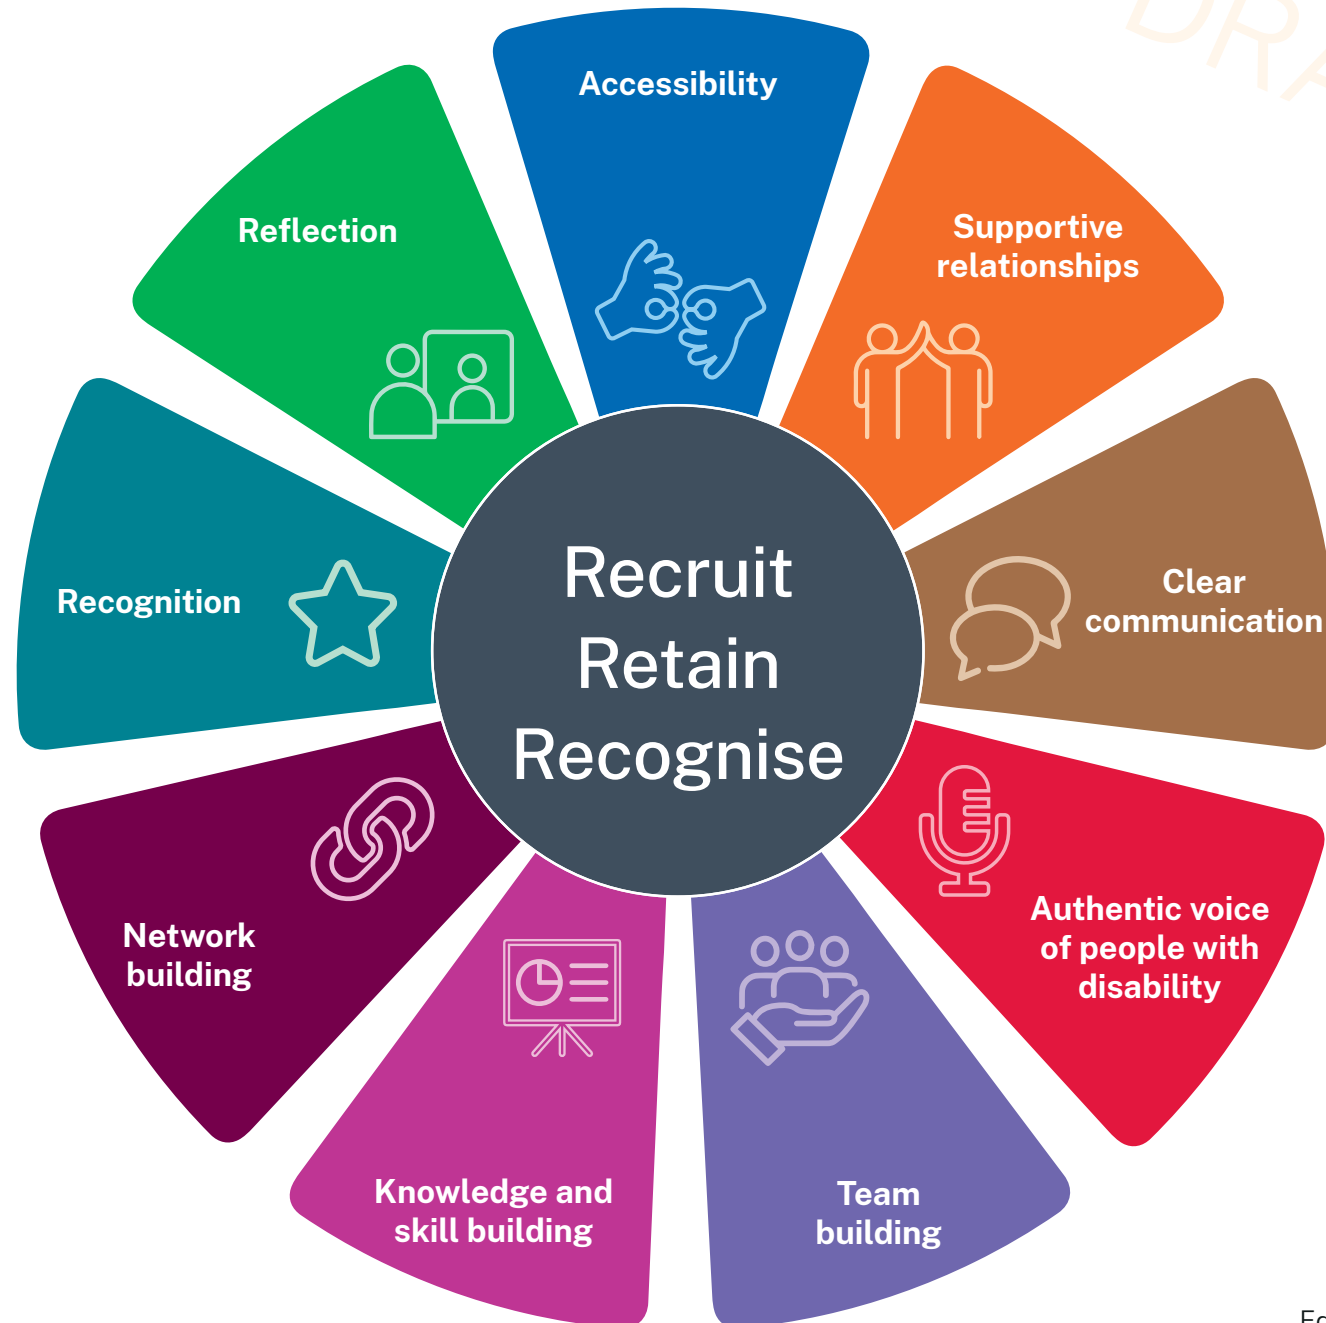 Accessibility
Supportive
relationships
Clear
communication
Authentic voice
of people with
disability
Team
building
Knowledge and
skill building
Network
building
Recognition
Reflection
Recruit
Retain
Recognise